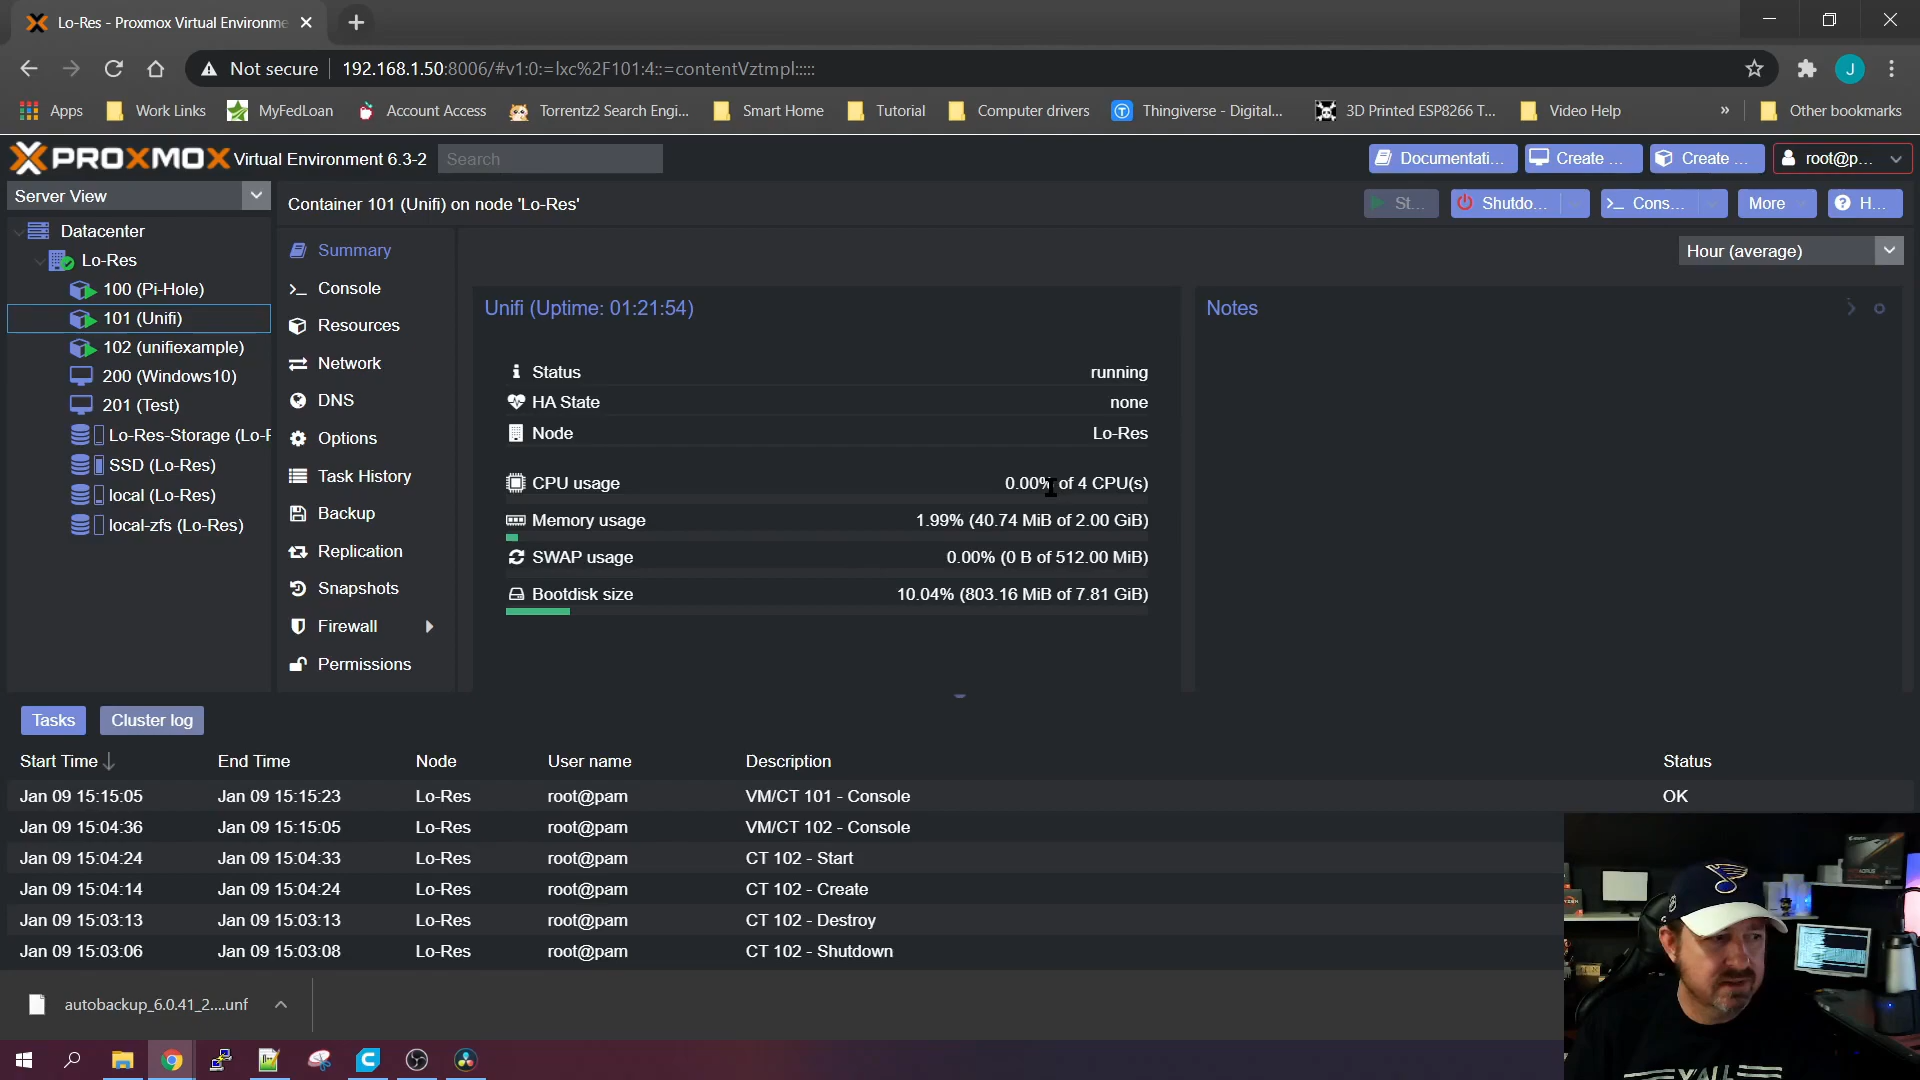 Lo-Res - Proxmox Virtual Environme
Not secure
192.168.1.50:8006/#v1:0:=lxc%2F101:4::=contentVztmpl:::::
J
Apps
Work Links
MyFedLoan
Account Access
Torrentz2 Search Engi...
Smart Home
Tutorial
Computer drivers
Thingiverse - Digital...
3D Printed ESP8266 T...
Video Help
»
Other bookmarks
PROXMOX Virtual Environment 6.3-2
Search
Documentati...
Create ...
Create ...
root@p...
Server View
Container 101 (Unifi) on node 'Lo-Res'
St...
Shutdo...
Cons...
More
H...
Datacenter
Lo-Res
100 (Pi-Hole)
101 (Unifi)
102 (unifiexample)
200 (Windows10)
201 (Test)
Lo-Res-Storage (Lo-R
SSD (Lo-Res)
local (Lo-Res)
local-zfs (Lo-Res)
Summary
Console
Resources
Network
DNS
Options
Task History
Backup
Replication
Snapshots
Firewall
Permissions
Hour (average)
Unifi (Uptime: 01:21:54)
Notes
Status running
HA State none
Node Lo-Res
CPU usage 0.00% of 4 CPU(s)
Memory usage 1.99% (40.74 MiB of 2.00 GiB)
SWAP usage 0.00% (0 B of 512.00 MiB)
Bootdisk size 10.04% (803.16 MiB of 7.81 GiB)
Tasks
Cluster log
Start Time End Time Node User name Description Status
Jan 09 15:15:05 Jan 09 15:15:23 Lo-Res root@pam VM/CT 101 - Console OK
Jan 09 15:04:36 Jan 09 15:15:05 Lo-Res root@pam VM/CT 102 - Console
Jan 09 15:04:24 Jan 09 15:04:33 Lo-Res root@pam CT 102 - Start
Jan 09 15:04:14 Jan 09 15:04:24 Lo-Res root@pam CT 102 - Create
Jan 09 15:03:13 Jan 09 15:03:13 Lo-Res root@pam CT 102 - Destroy
Jan 09 15:03:06 Jan 09 15:03:08 Lo-Res root@pam CT 102 - Shutdown
autobackup_6.0.41_2....unf
Y'ALL